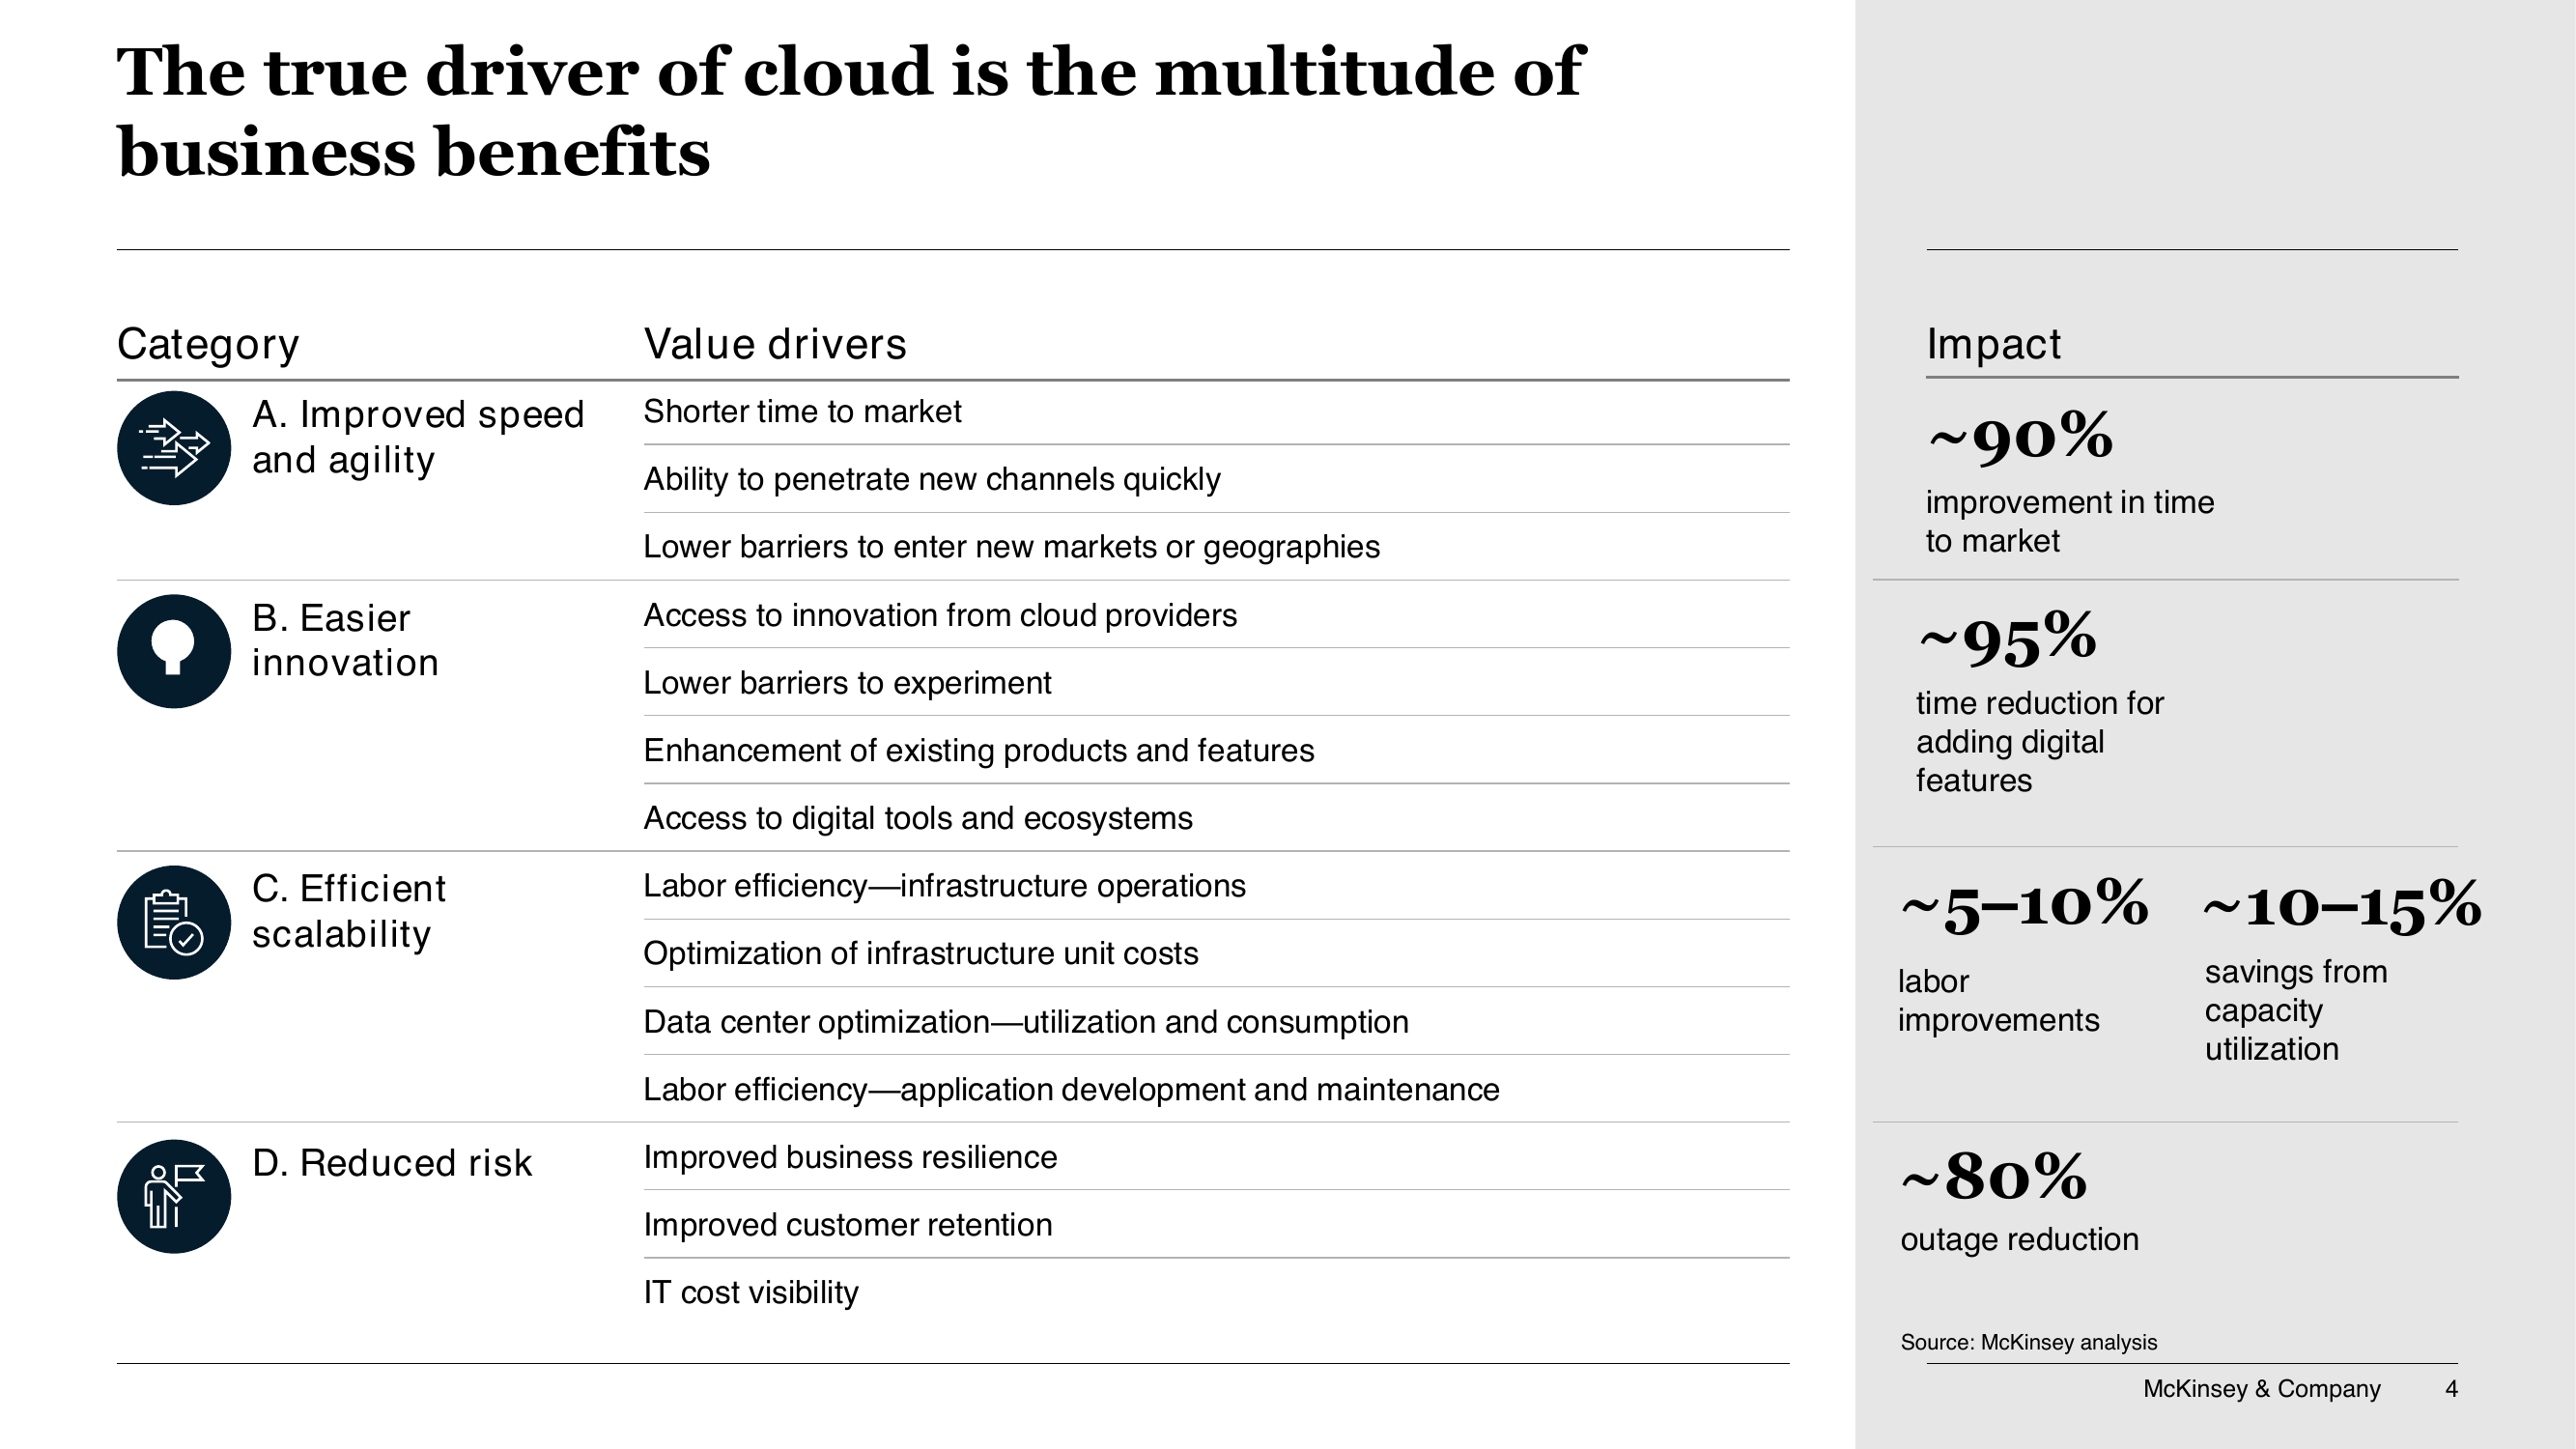 The true driver of cloud is the multitude of
business benefits
Category
Value drivers
Impact
A. Improved speed
and agility
Shorter time to market
Ability to penetrate new channels quickly
Lower barriers to enter new markets or geographies
~90%
improvement in time
to market
B. Easier
innovation
Access to innovation from cloud providers
Lower barriers to experiment
Enhancement of existing products and features
Access to digital tools and ecosystems
~95%
time reduction for
adding digital
features
C. Efficient
scalability
Labor efficiency—infrastructure operations
Optimization of infrastructure unit costs
Data center optimization—utilization and consumption
Labor efficiency—application development and maintenance
~5–10%
labor
improvements
~10–15%
savings from
capacity
utilization
D. Reduced risk
Improved business resilience
Improved customer retention
IT cost visibility
~80%
outage reduction
Source: McKinsey analysis
McKinsey & Company 4